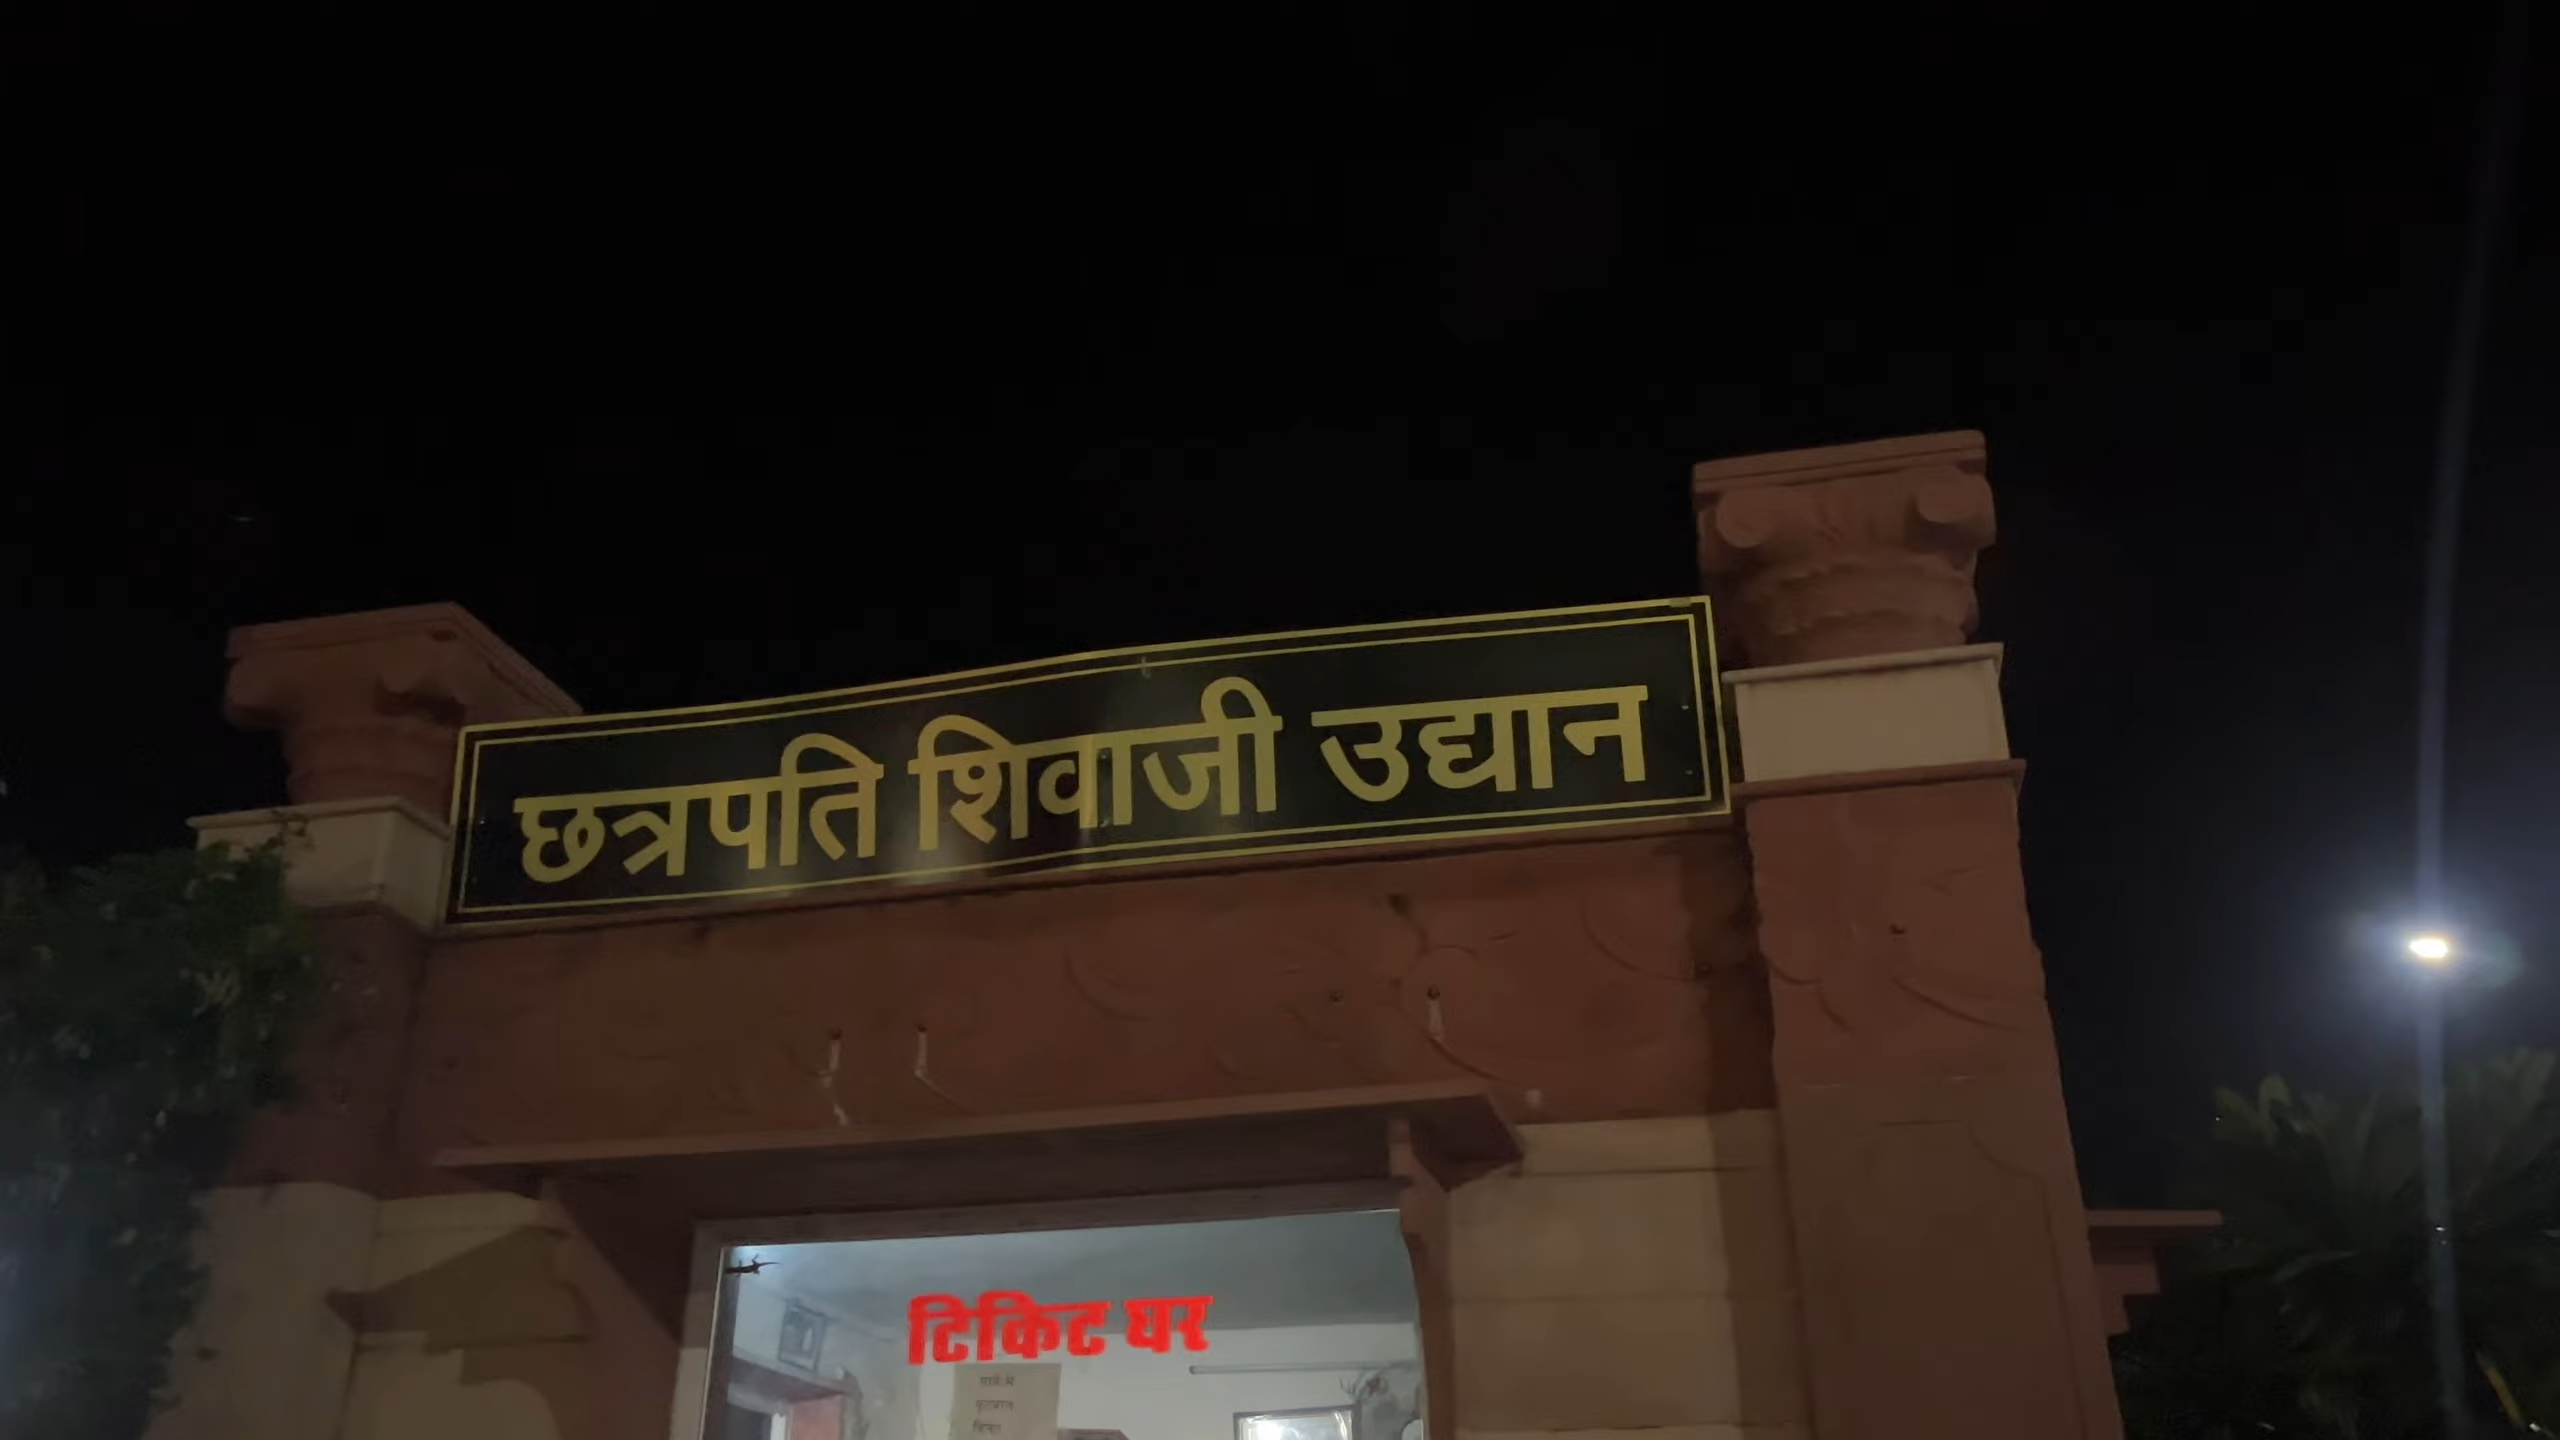 छत्रपति शिवाजी उद्यान
टिकिट घर